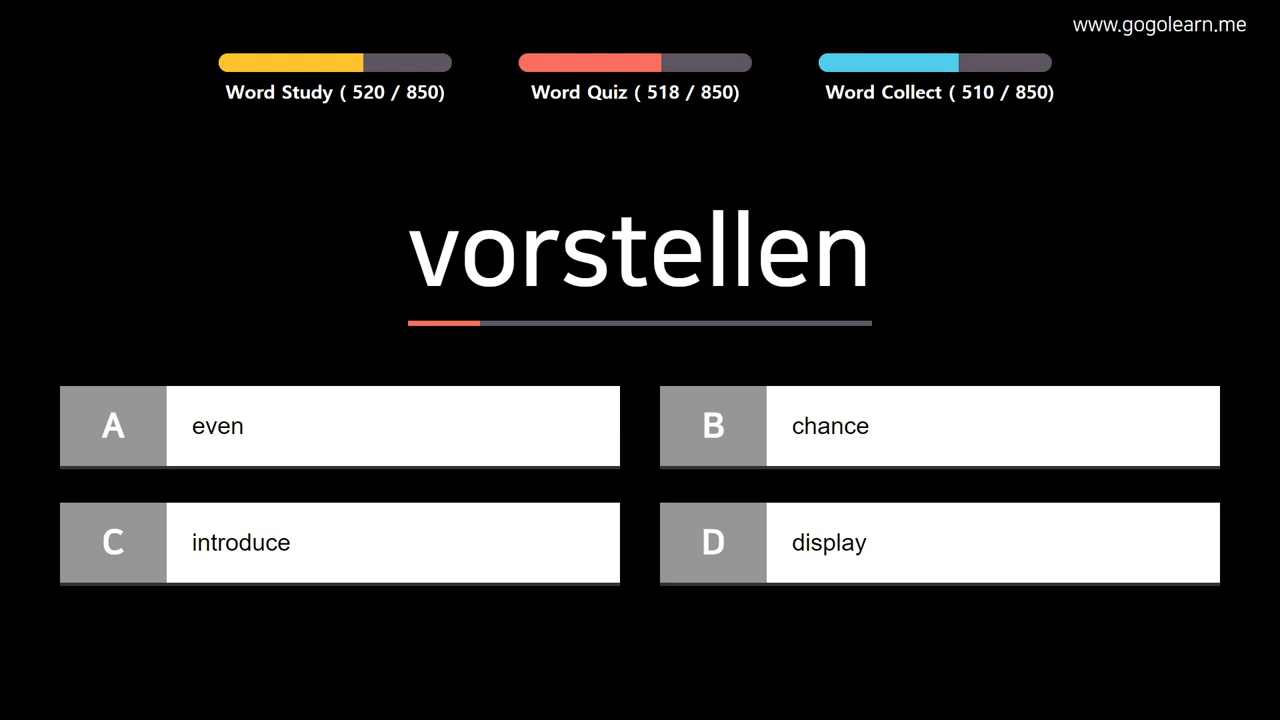 www.gogolearn.me
Word Study ( 520 / 850)
Word Quiz ( 518 / 850)
Word Collect ( 510 / 850)
vorstellen
A even
B chance
C introduce
D display